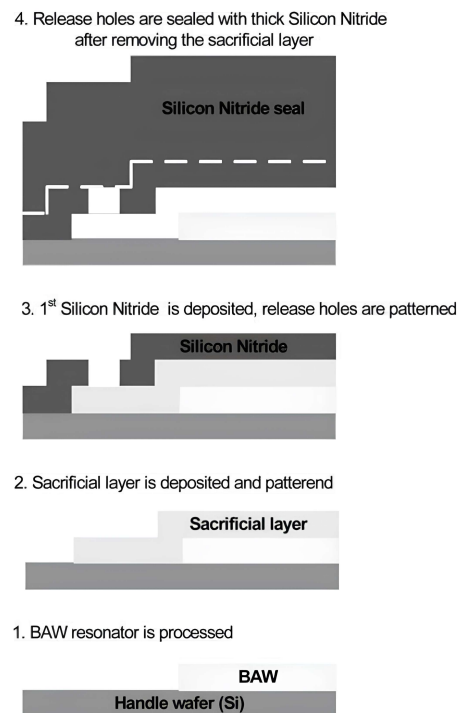 4. Release holes are sealed with thick Silicon Nitride
after removing the sacrificial layer
Silicon Nitride seal
3. 1st Silicon Nitride is deposited, release holes are patterned
Silicon Nitride
2. Sacrificial layer is deposited and patterend
Sacrificial layer
1. BAW resonator is processed
BAW
Handle wafer (Si)